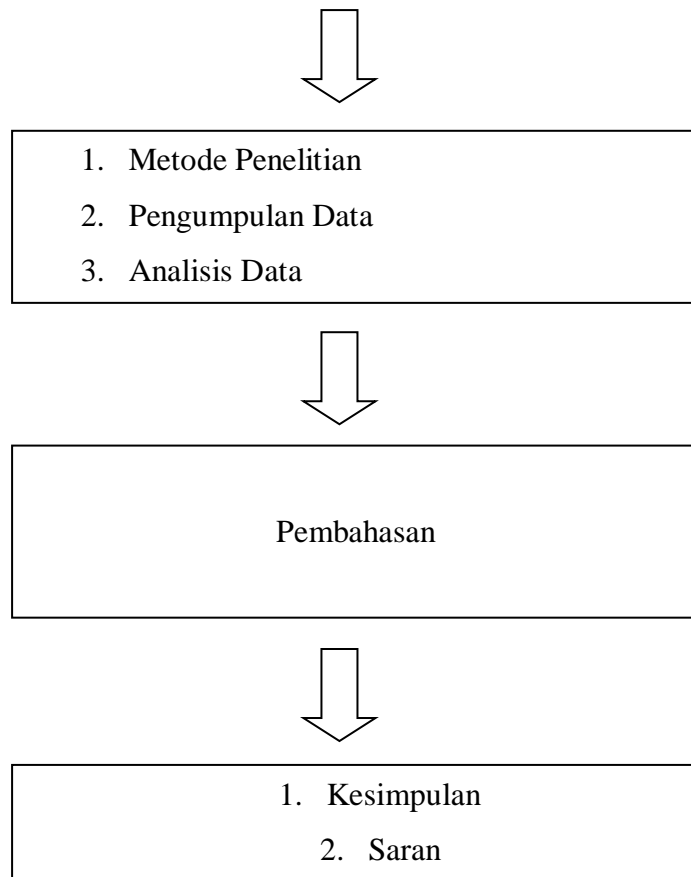 1. Metode Penelitian
2. Pengumpulan Data
3. Analisis Data
Pembahasan
1. Kesimpulan
2. Saran